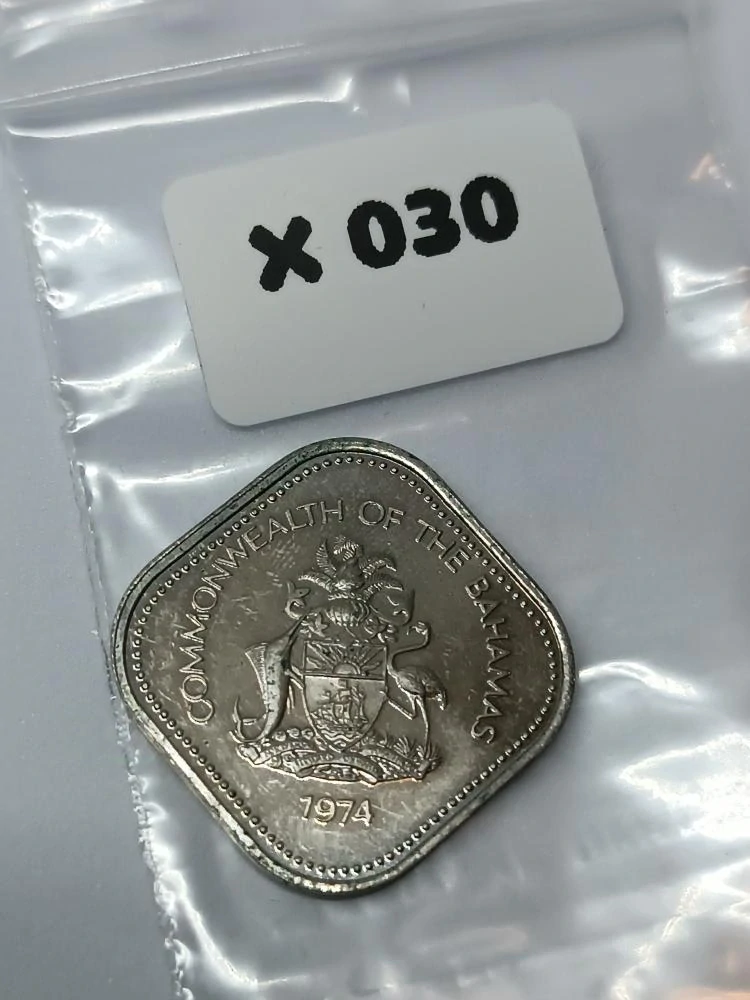 X 030
COMMONWEALTH OF THE BAHAMAS
1974